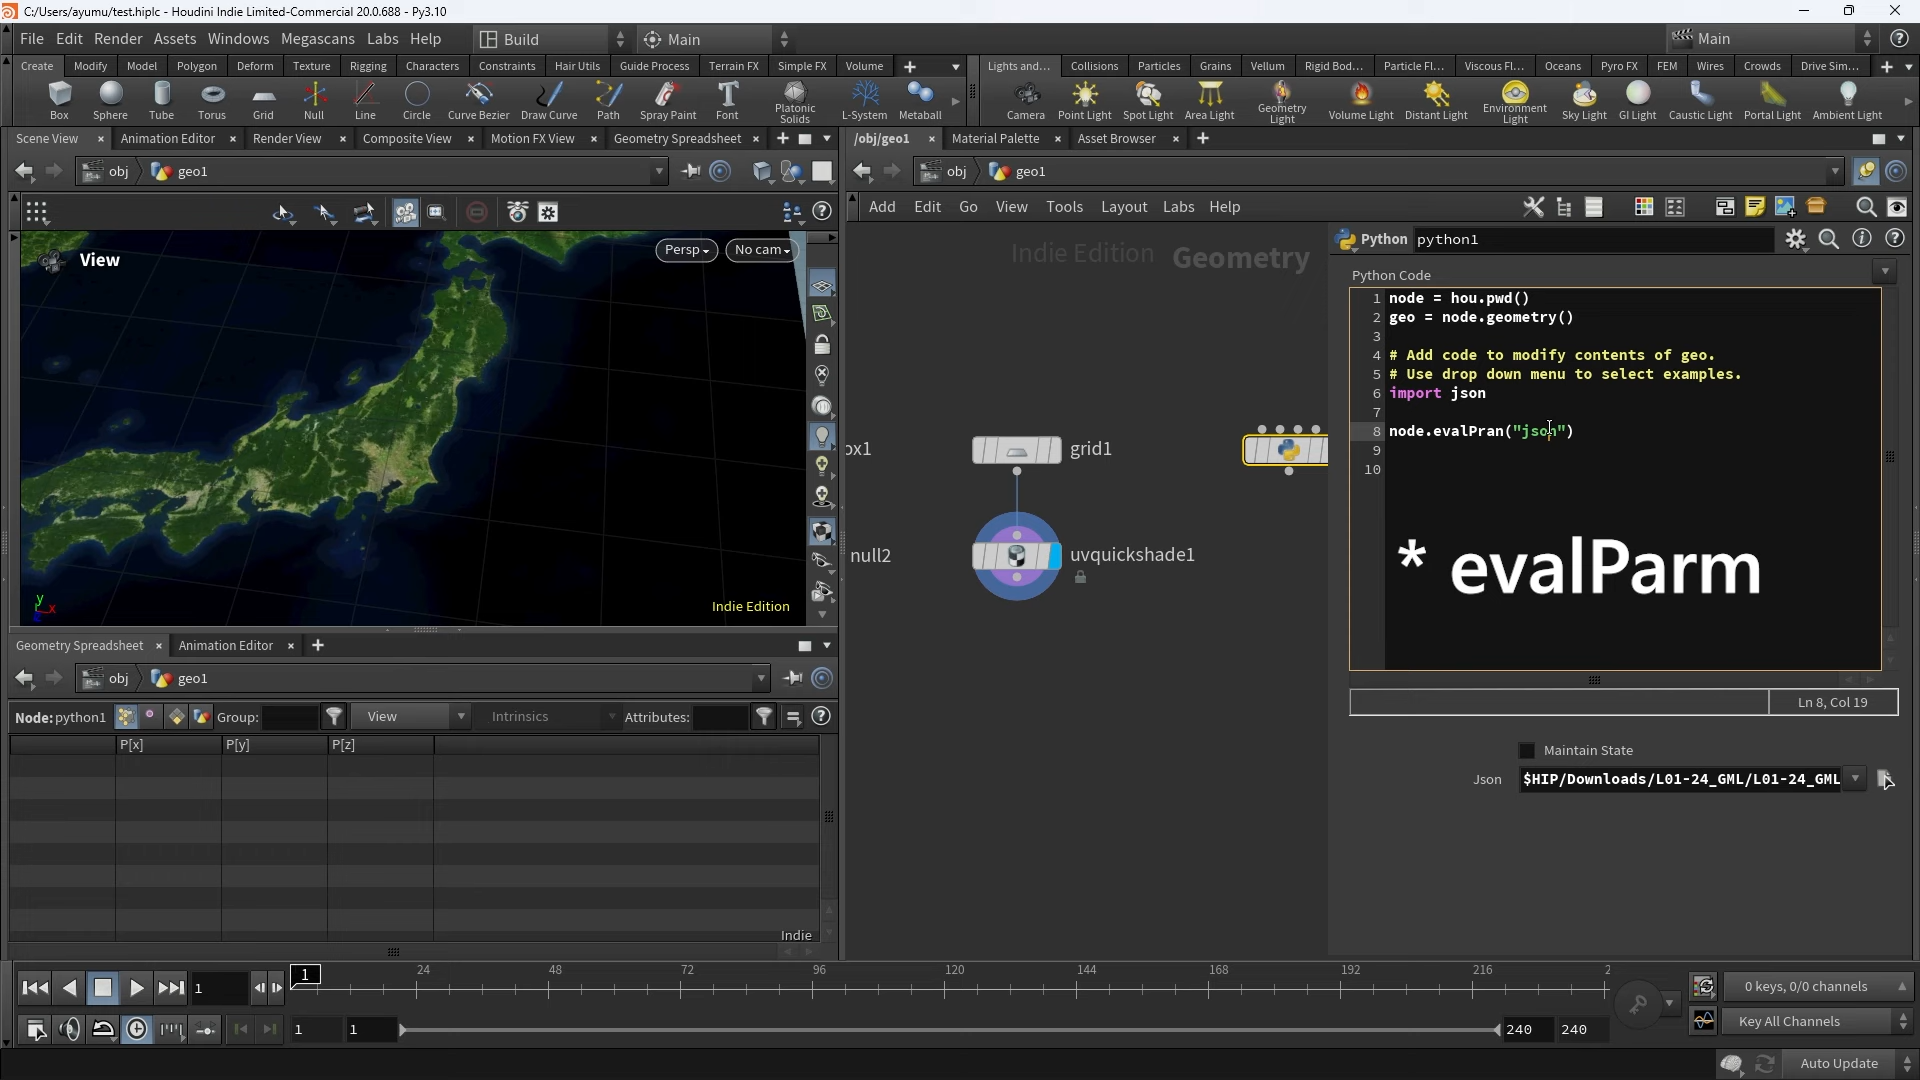 C:/Users/ayumu/test.hiplc - Houdini Indie Limited-Commercial 20.0.688 - Py3.10
File Edit Render Assets Windows Megascans Labs Help Build Main Main
Create Modify Model Polygon Deform Texture Rigging Characters Constraints Hair Utils Guide Process Terrain FX Simple FX Volume
Lights and... Collisions Particles Grains Vellum Rigid Bod... Particle Fl... Viscous Fl... Oceans Pyro FX FEM Wires Crowds Drive Sim...
Box Sphere Tube Torus Grid Null Line Circle Curve Bezier Draw Curve Path Spray Paint Font Platonic Solids L-System Metaball
Camera Point Light Spot Light Area Light Geometry Light Volume Light Distant Light Environment Light Sky Light GI Light Caustic Light Portal Light Ambient Light
Scene View Animation Editor Render View Composite View Motion FX View Geometry Spreadsheet
/obj/geo1 Material Palette Asset Browser
obj geo1
obj geo1
Add Edit Go View Tools Layout Labs Help
View
Persp No cam
Indie Edition
y
x
Indie Edition Geometry
ox1
grid1
null2
uvquickshade1
Python python1
Python Code
1 node = hou.pwd()
2 geo = node.geometry()
3
4 # Add code to modify contents of geo.
5 # Use drop down menu to select examples.
6 import json
7
8 node.evalPran("json")
9
10
* evalParm
Ln 8, Col 19
Maintain State
Json $HIP/Downloads/L01-24_GML/L01-24_GML
Geometry Spreadsheet Animation Editor
obj geo1
Node: python1 Group: View Intrinsics Attributes:
P[x] P[y] P[z]
Indie
1 1 24 48 72 96 120 144 168 192 216 2
0 keys, 0/0 channels
1 1 240 240
Key All Channels
Auto Update